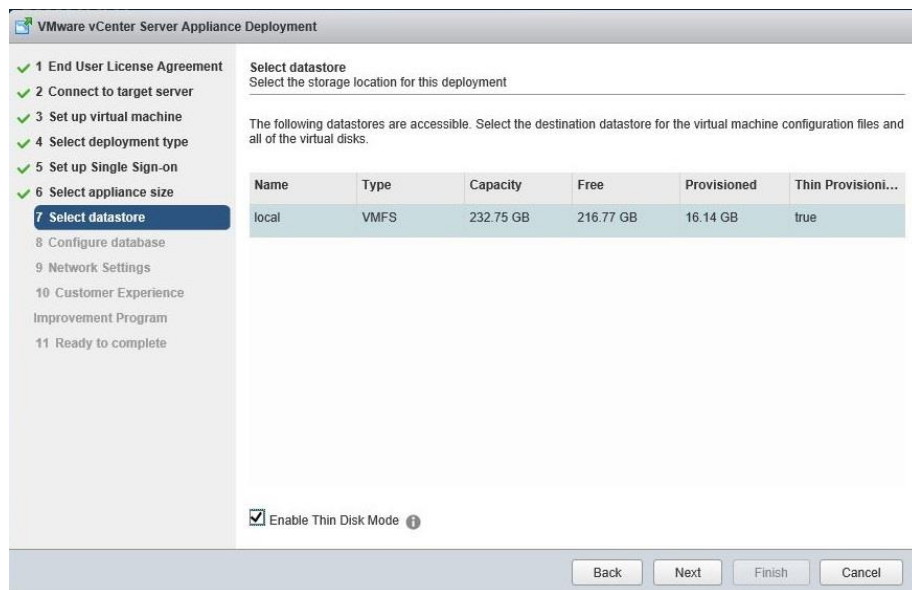 VMware vCenter Server Appliance Deployment
1 End User License Agreement
2 Connect to target server
3 Set up virtual machine
4 Select deployment type
5 Set up Single Sign-on
6 Select appliance size
7 Select datastore
8 Configure database
9 Network Settings
10 Customer Experience
Improvement Program
11 Ready to complete
Select datastore
Select the storage location for this deployment
The following datastores are accessible. Select the destination datastore for the virtual machine configuration files and
all of the virtual disks.
Name Type Capacity Free Provisioned Thin Provisioni...
local VMFS 232.75 GB 216.77 GB 16.14 GB true
Enable Thin Disk Mode
Back Next Finish Cancel